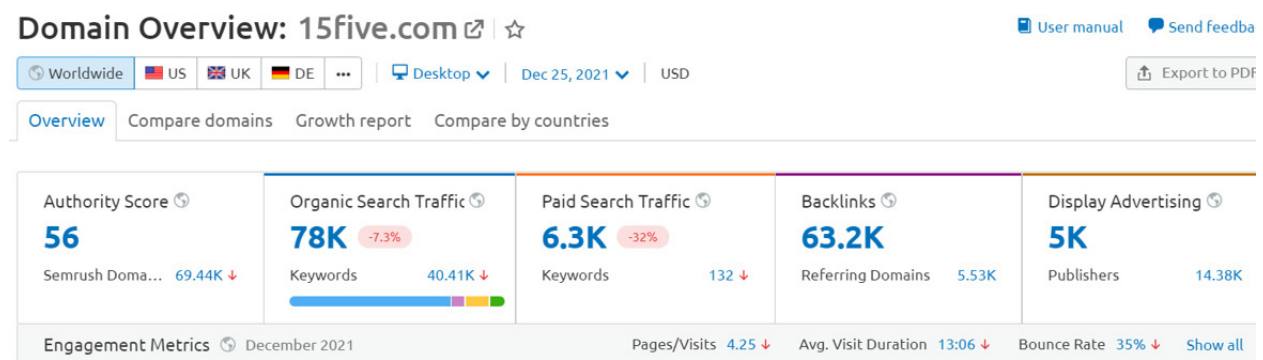 Domain Overview: 15five.com
User manual Send feedba
Worldwide US UK DE ... Desktop Dec 25, 2021 USD Export to PDF
Overview Compare domains Growth report Compare by countries
Authority Score Organic Search Traffic Paid Search Traffic Backlinks Display Advertising
56 78K -7.3% 6.3K -32% 63.2K 5K
Semrush Doma... 69.44K ↓ Keywords 40.41K ↓ Keywords 132 ↓ Referring Domains 5.53K Publishers 14.38K
Engagement Metrics December 2021 Pages/Visits 4.25 ↓ Avg. Visit Duration 13:06 ↓ Bounce Rate 35% ↓ Show all